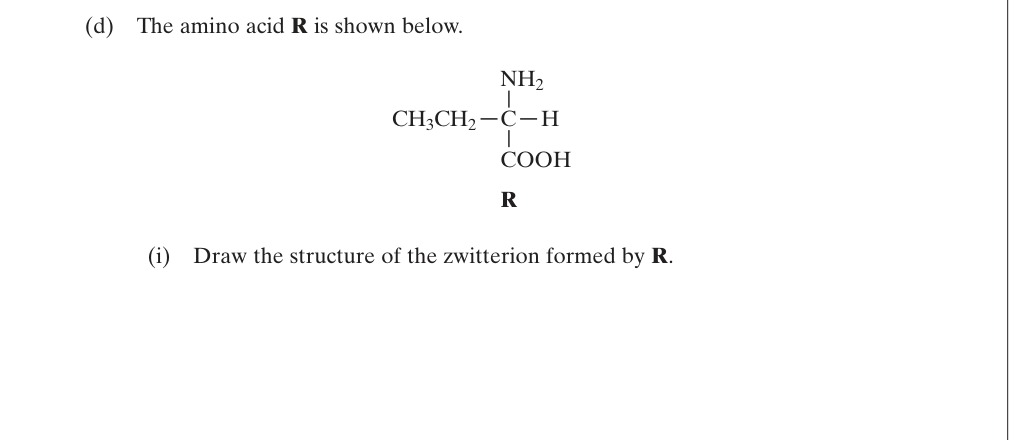 (d) The amino acid R is shown below.
NH₂
CH₃CH₂—C—H
COOH
R
(i) Draw the structure of the zwitterion formed by R.